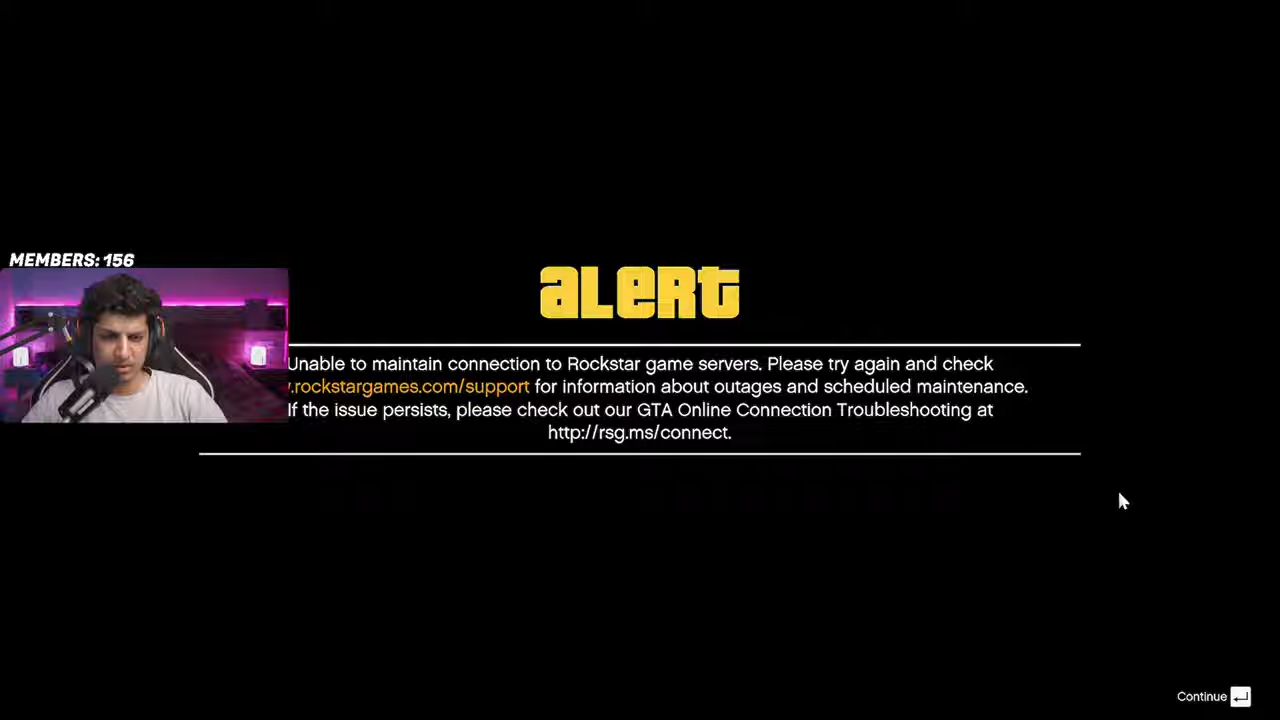 MEMBERS: 156
aLeRt
Unable to maintain connection to Rockstar game servers. Please try again and check
.rockstargames.com/support for information about outages and scheduled maintenance.
If the issue persists, please check out our GTA Online Connection Troubleshooting at
http://rsg.ms/connect.
Continue